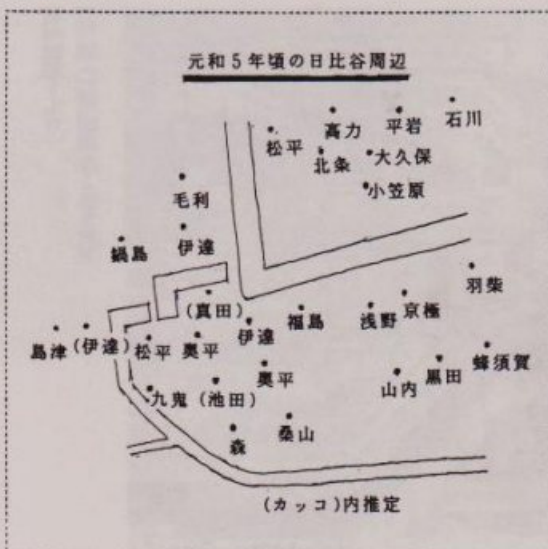 元和5年頃の日比谷周辺
石川
高力
平岩
松平
北条
大久保
小笠原
毛利
伊達
鍋島
羽柴
(真田)
福島
浅野
京極
島津
(伊達)
松平
奥平
伊達
蜂須賀
奥平
山内
黒田
九鬼
(池田)
森
桑山
(カッコ)内推定